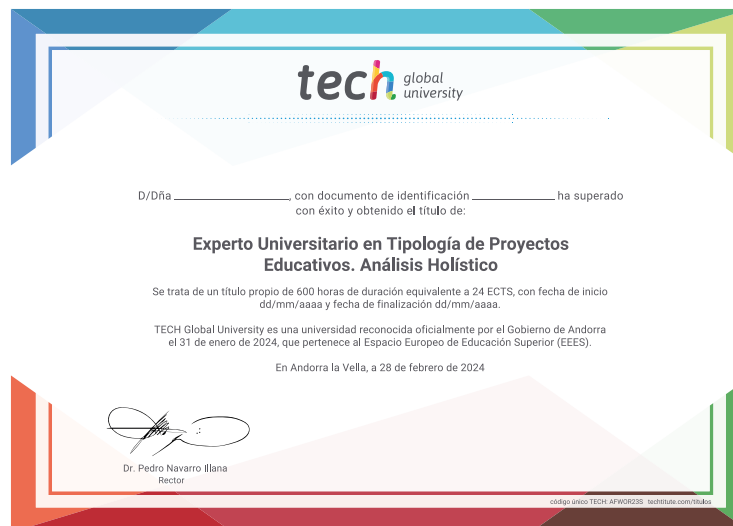 tech global university
D/Dña ____________________, con documento de identificación ______________ ha superado
con éxito y obtenido el título de:
Experto Universitario en Tipología de Proyectos
Educativos. Análisis Holístico
Se trata de un título propio de 600 horas de duración equivalente a 24 ECTS, con fecha de inicio
dd/mm/aaaa y fecha de finalización dd/mm/aaaa.
TECH Global University es una universidad reconocida oficialmente por el Gobierno de Andorra
el 31 de enero de 2024, que pertenece al Espacio Europeo de Educación Superior (EEES).
En Andorra la Vella, a 28 de febrero de 2024
Dr. Pedro Navarro Illana
Rector
código único TECH: AFWOR23S techtitute.com/titulos